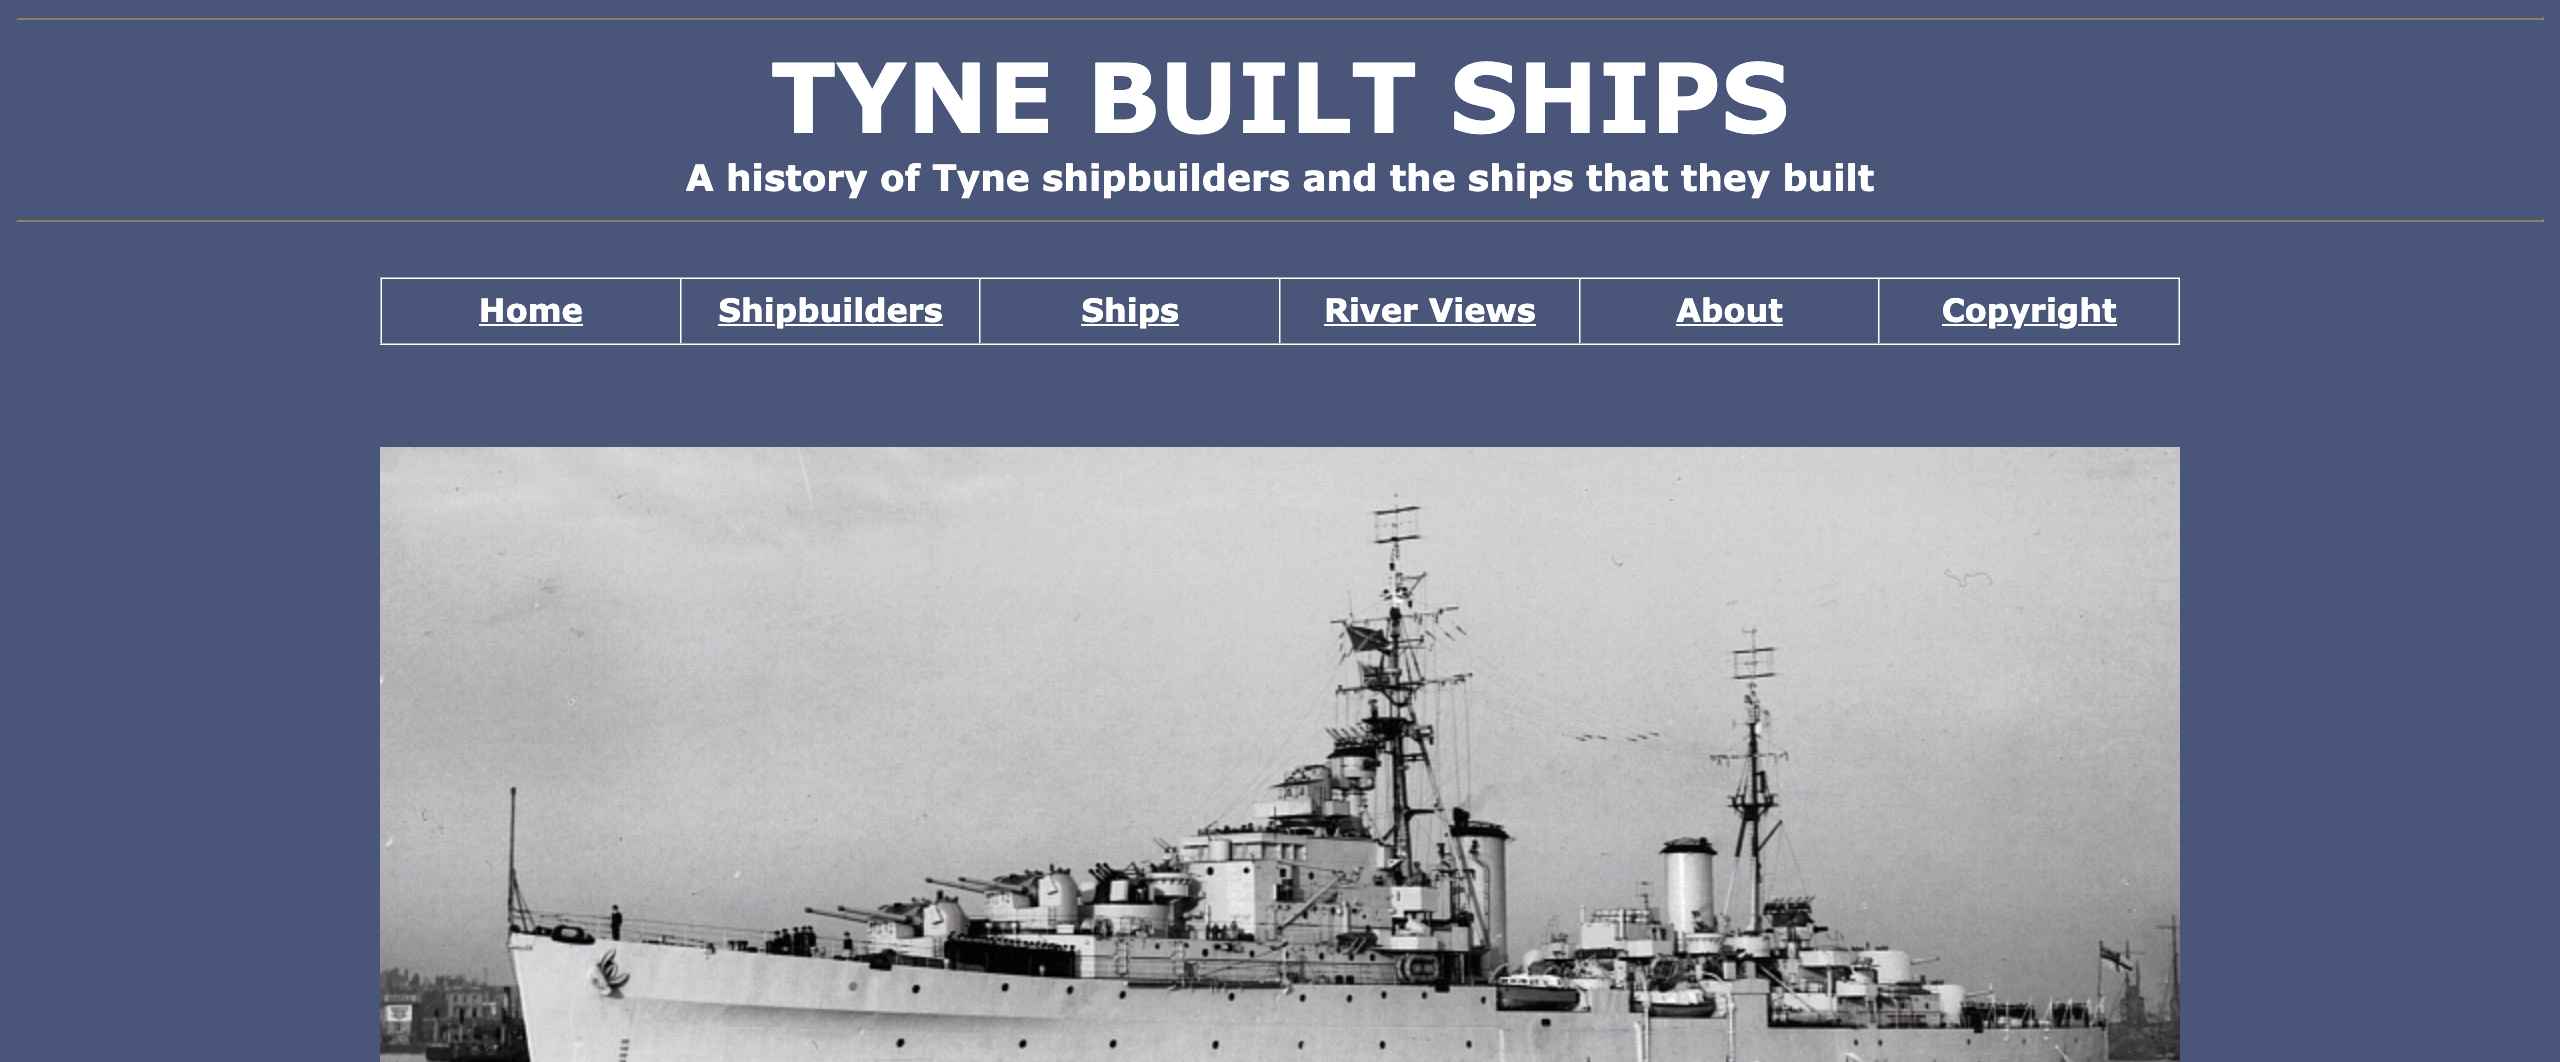 TYNE BUILT SHIPS
A history of Tyne shipbuilders and the ships that they built
Home Shipbuilders Ships River Views About Copyright